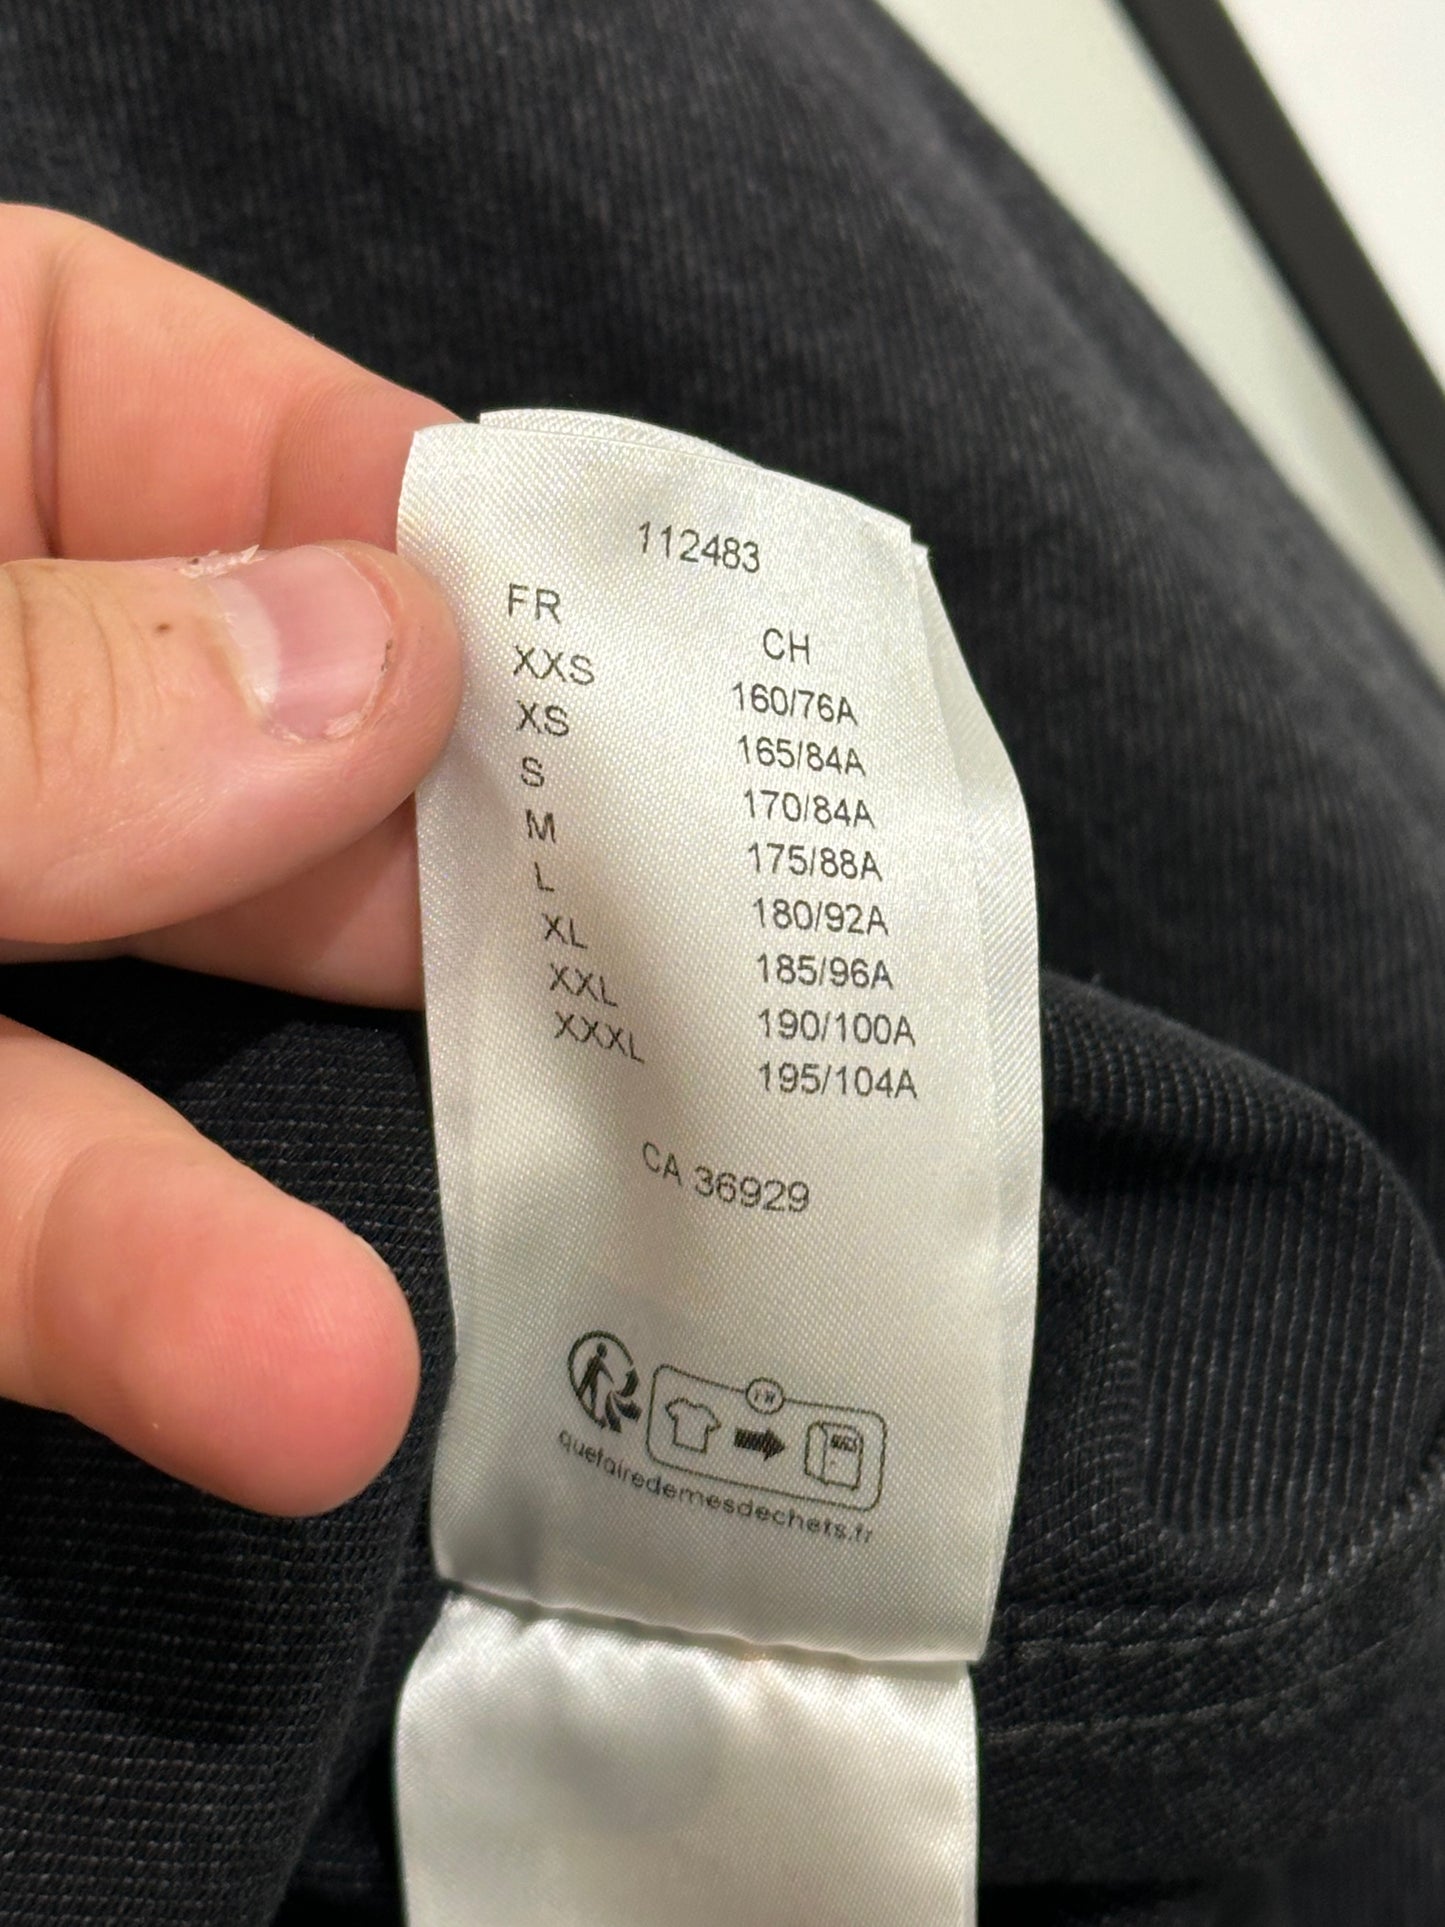 112483
FR CH
XXS 160/76A
XS 165/84A
S 170/84A
M 175/88A
L 180/92A
XL 185/96A
XXL 190/100A
XXXL 195/104A
CA 36929
FR
quefairedemesdechets.fr